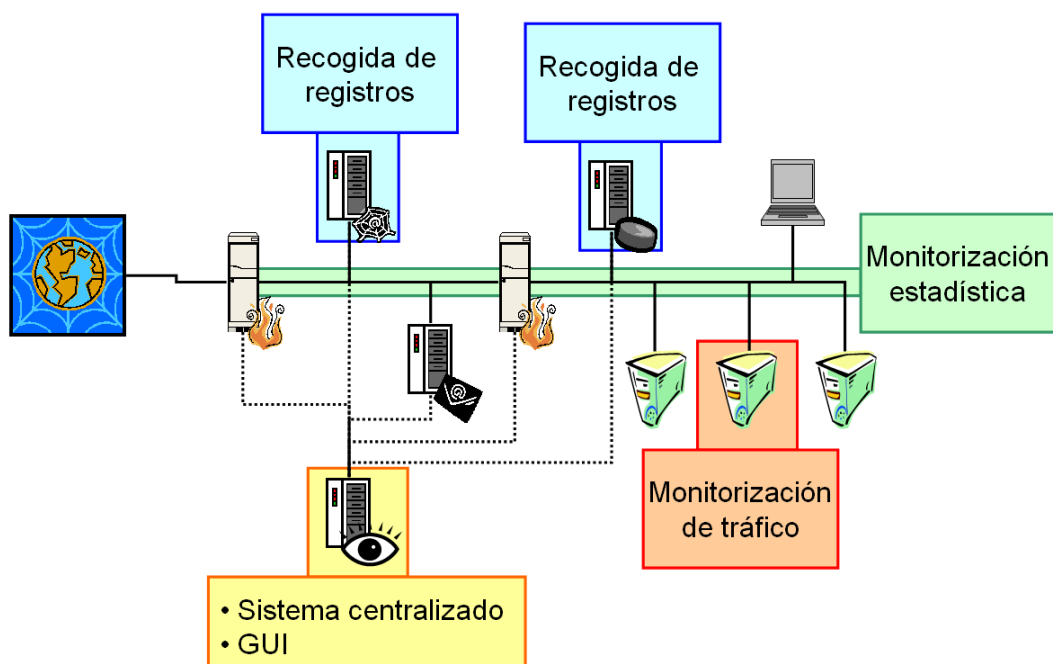 Recogida de
registros
Recogida de
registros
Monitorización
estadística
Monitorización
de tráfico
• Sistema centralizado
• GUI